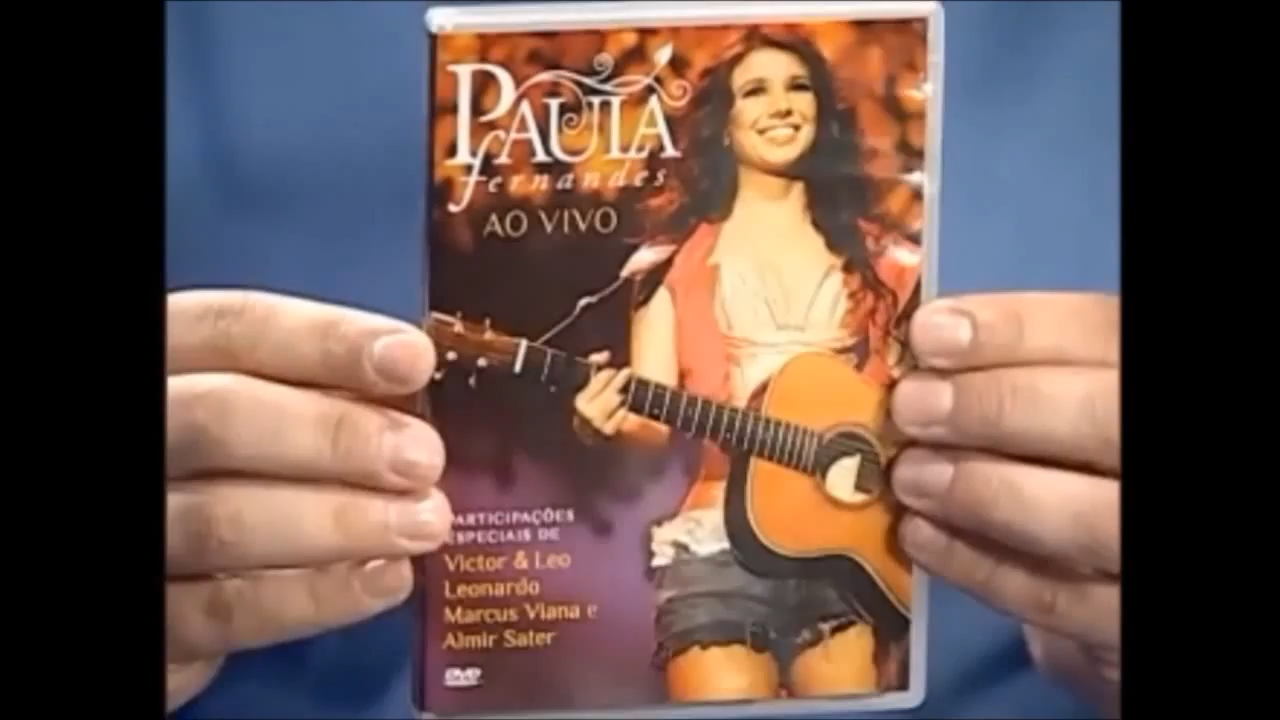 PAULA
fernandes
AO VIVO
PARTICIPAÇÕES
ESPECIAIS DE
Victor & Leo
Leonardo
Marcus Viana e
Almir Sater
DVD